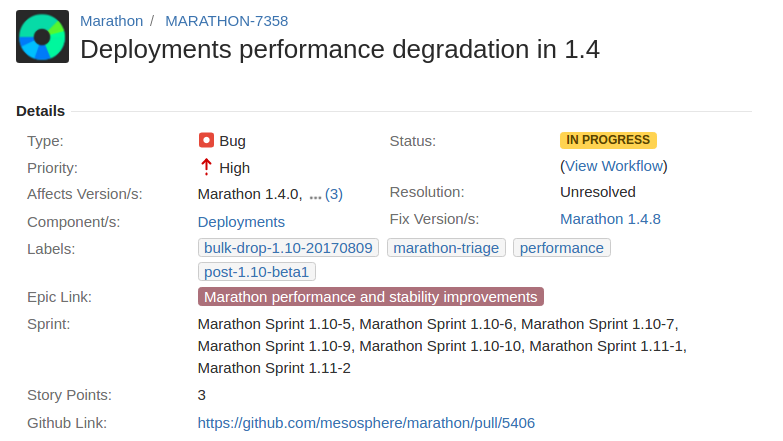 Marathon / MARATHON-7358
Deployments performance degradation in 1.4
Details
Type: Bug
Status: IN PROGRESS
(View Workflow)
Priority: High
Affects Version/s: Marathon 1.4.0, ... (3)
Resolution: Unresolved
Component/s: Deployments
Fix Version/s: Marathon 1.4.8
Labels: bulk-drop-1.10-20170809 marathon-triage performance
post-1.10-beta1
Epic Link: Marathon performance and stability improvements
Sprint: Marathon Sprint 1.10-5, Marathon Sprint 1.10-6, Marathon Sprint 1.10-7,
Marathon Sprint 1.10-9, Marathon Sprint 1.10-10, Marathon Sprint 1.11-1,
Marathon Sprint 1.11-2
Story Points: 3
Github Link: https://github.com/mesosphere/marathon/pull/5406